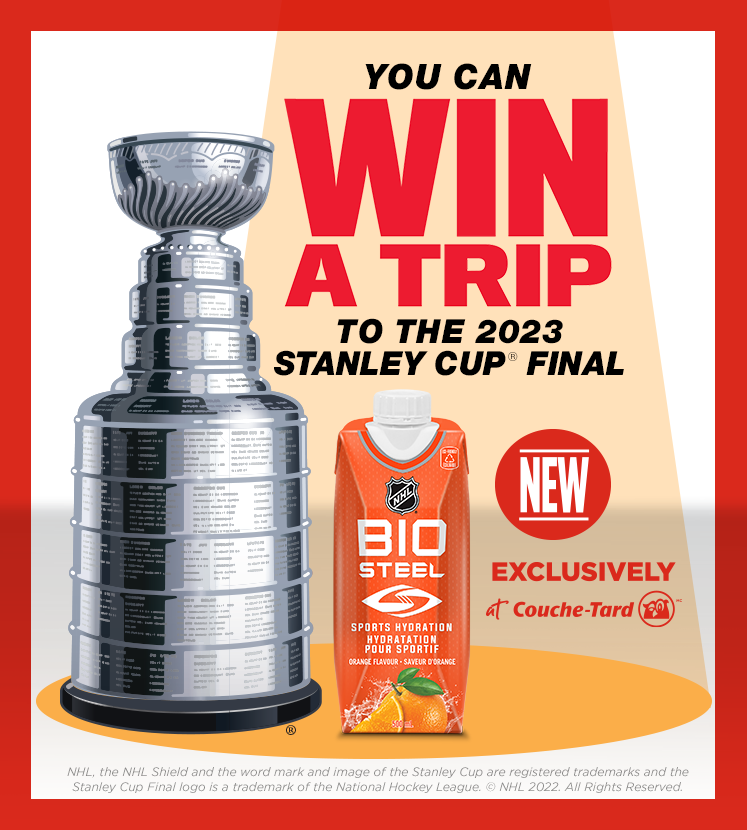 YOU CAN
WIN
A TRIP
TO THE 2023
STANLEY CUP® FINAL
NHL
BIO
STEEL
SPORTS HYDRATION
HYDRATATION
POUR SPORTIF
ORANGE FLAVOUR • SAVEUR D'ORANGE
500 mL
NEW
EXCLUSIVELY
at Couche-Tard
MC
®
NHL, the NHL Shield and the word mark and image of the Stanley Cup are registered trademarks and the
Stanley Cup Final logo is a trademark of the National Hockey League. © NHL 2022. All Rights Reserved.